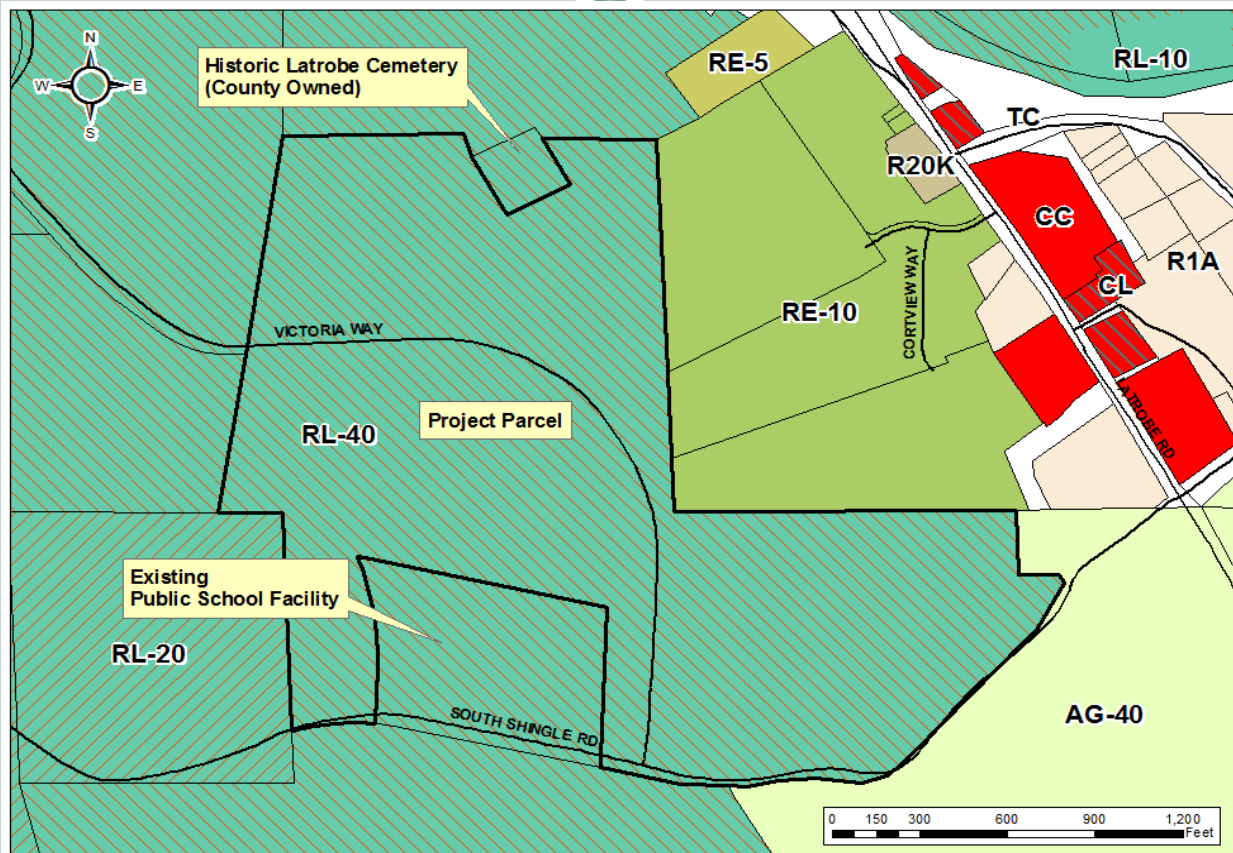 N
W
E
S
Historic Latrobe Cemetery
(County Owned)
RE-5
RL-10
TC
R20K
CC
R1A
CL
RE-10
CORTVIEW WAY
VICTORIA WAY
RL-40
Project Parcel
LATROBE RD
Existing
Public School Facility
RL-20
SOUTH SHINGLE RD
AG-40
0 150 300 600 900 1,200
Feet